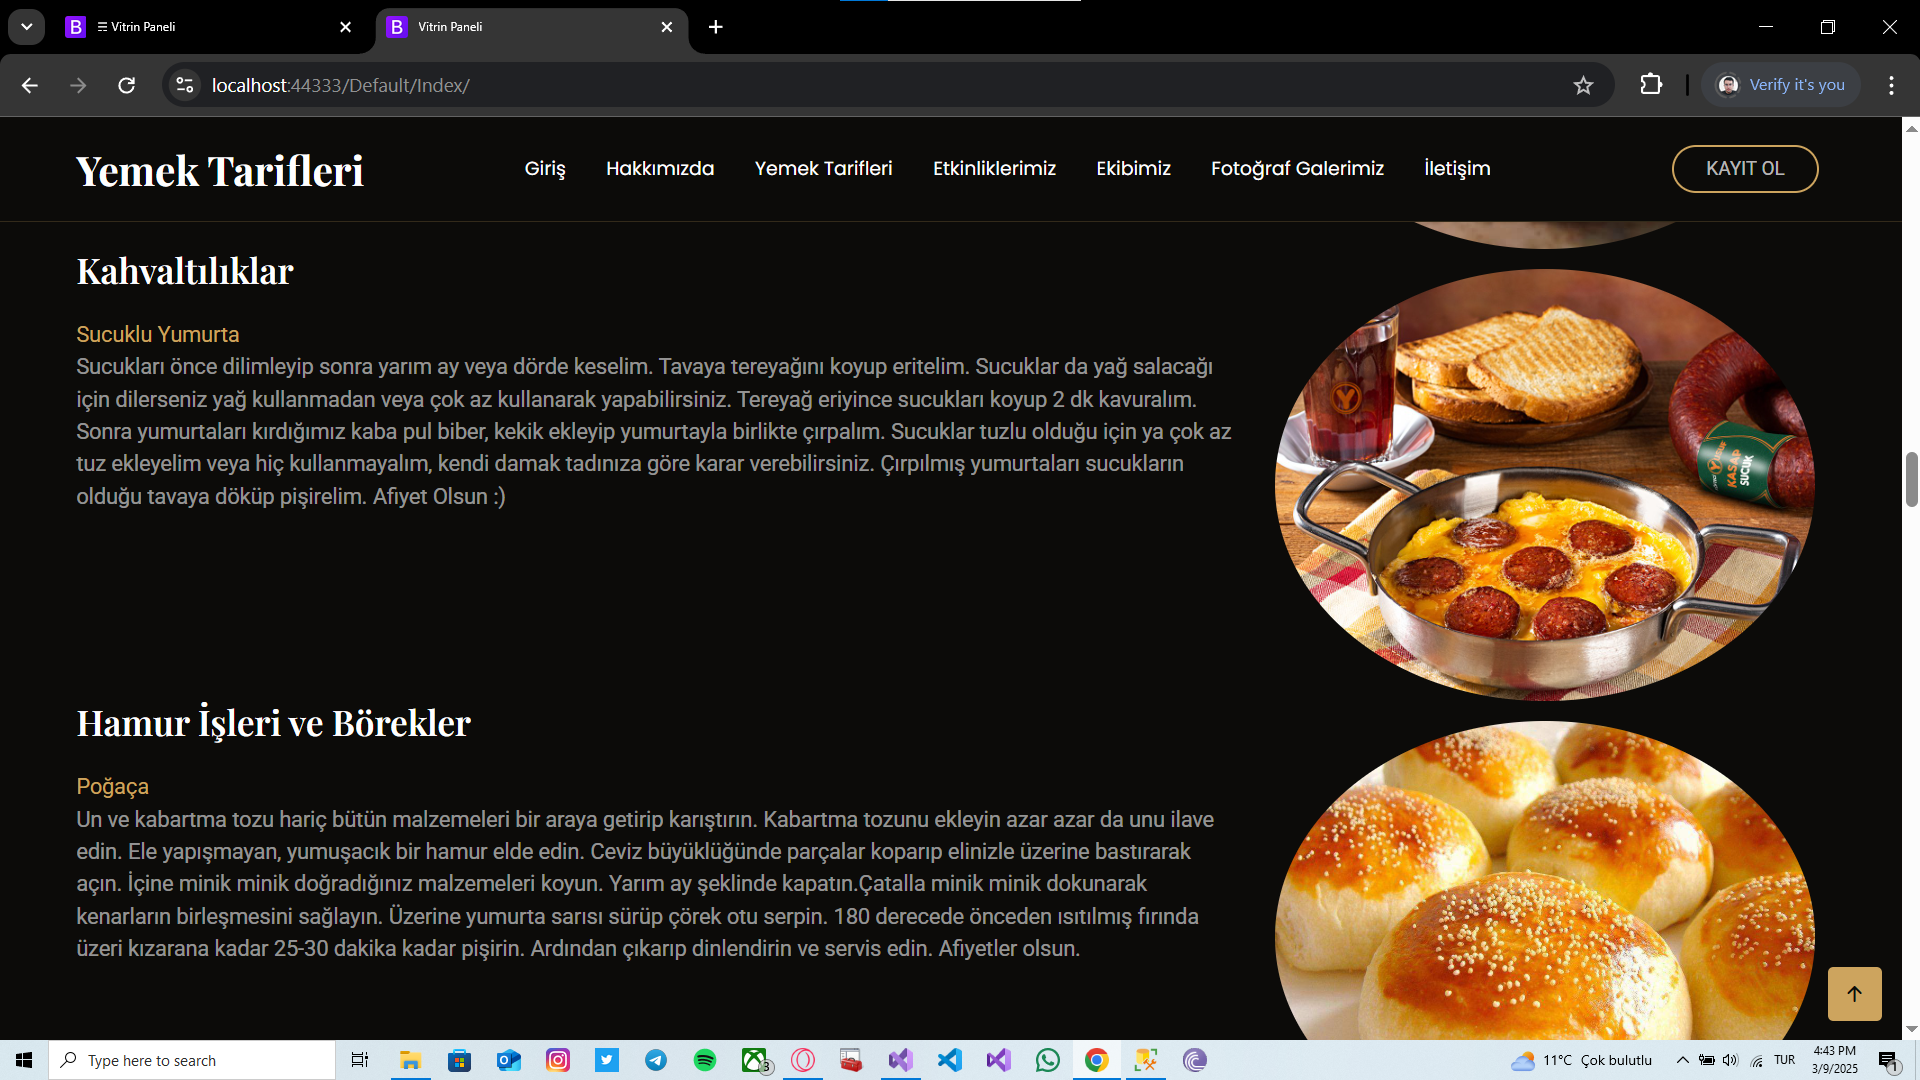 ☰ Vitrin Paneli
Vitrin Paneli
localhost:44333/Default/Index/
Verify it's you
Yemek Tarifleri
Giriş
Hakkımızda
Yemek Tarifleri
Etkinliklerimiz
Ekibimiz
Fotoğraf Galerimiz
İletişim
KAYIT OL
Kahvaltılıklar
Sucuklu Yumurta
Sucukları önce dilimleyip sonra yarım ay veya dörde keselim. Tavaya tereyağını koyup eritelim. Sucuklar da yağ salacağı
için dilerseniz yağ kullanmadan veya çok az kullanarak yapabilirsiniz. Tereyağ eriyince sucukları koyup 2 dk kavuralım.
Sonra yumurtaları kırdığımız kaba pul biber, kekik ekleyip yumurtayla birlikte çırpalım. Sucuklar tuzlu olduğu için ya çok az
tuz ekleyelim veya hiç kullanmayalım, kendi damak tadınıza göre karar verebilirsiniz. Çırpılmış yumurtaları sucukların
olduğu tavaya döküp pişirelim. Afiyet Olsun :)
KASAP
SUCUK
Hamur İşleri ve Börekler
Poğaça
Un ve kabartma tozu hariç bütün malzemeleri bir araya getirip karıştırın. Kabartma tozunu ekleyin azar azar da unu ilave
edin. Ele yapışmayan, yumuşacık bir hamur elde edin. Ceviz büyüklüğünde parçalar koparıp elinizle üzerine bastırarak
açın. İçine minik minik doğradığınız malzemeleri koyun. Yarım ay şeklinde kapatın.Çatalla minik minik dokunarak
kenarların birleşmesini sağlayın. Üzerine yumurta sarısı sürüp çörek otu serpin. 180 derecede önceden ısıtılmış fırında
üzeri kızarana kadar 25-30 dakika kadar pişirin. Ardından çıkarıp dinlendirin ve servis edin. Afiyetler olsun.
Type here to search
3
11°C Çok bulutlu
TUR
4:43 PM
3/9/2025
1